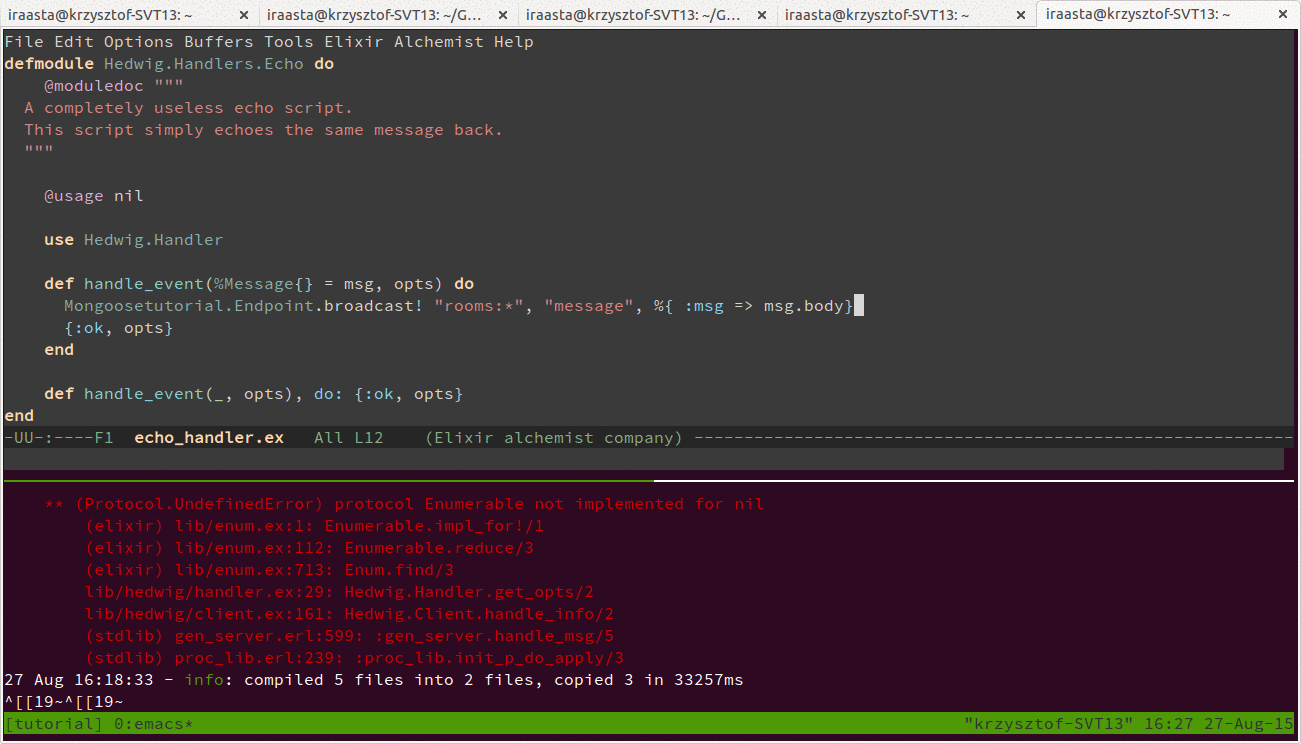 iraasta@krzysztof-SVT13: ~ × iraasta@krzysztof-SVT13: ~/G... × iraasta@krzysztof-SVT13: ~/G... × iraasta@krzysztof-SVT13: ~ × iraasta@krzysztof-SVT13: ~ ×
File Edit Options Buffers Tools Elixir Alchemist Help
defmodule Hedwig.Handlers.Echo do
    @moduledoc """
  A completely useless echo script.
  This script simply echoes the same message back.
  """
    @usage nil
    use Hedwig.Handler
    def handle_event(%Message{} = msg, opts) do
      Mongoosetutorial.Endpoint.broadcast! "rooms:*", "message", %{ :msg => msg.body}
      {:ok, opts}
    end
    def handle_event(_, opts), do: {:ok, opts}
end
-UU-:----F1  echo_handler.ex   All L12    (Elixir alchemist company) ------------------------------------------------------------
    ** (Protocol.UndefinedError) protocol Enumerable not implemented for nil
        (elixir) lib/enum.ex:1: Enumerable.impl_for!/1
        (elixir) lib/enum.ex:112: Enumerable.reduce/3
        (elixir) lib/enum.ex:713: Enum.find/3
        lib/hedwig/handler.ex:29: Hedwig.Handler.get_opts/2
        lib/hedwig/client.ex:161: Hedwig.Client.handle_info/2
        (stdlib) gen_server.erl:599: :gen_server.handle_msg/5
        (stdlib) proc_lib.erl:239: :proc_lib.init_p_do_apply/3
27 Aug 16:18:33 - info: compiled 5 files into 2 files, copied 3 in 33257ms
^[[19~^[[19~
[tutorial] 0:emacs* "krzysztof-SVT13" 16:27 27-Aug-15